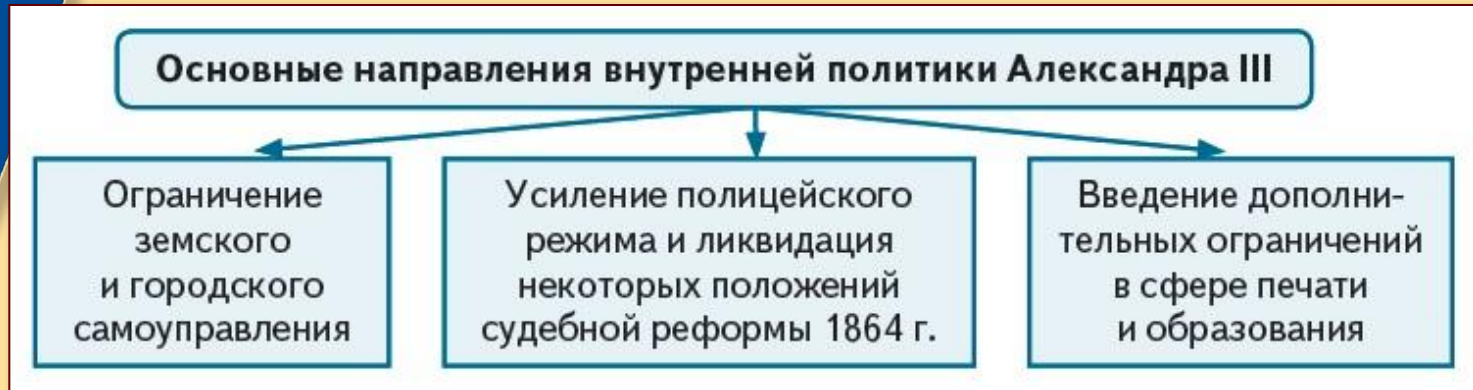 Основные направления внутренней политики Александра III
Ограничение
земского
и городского
самоуправления
Усиление полицейского
режима и ликвидация
некоторых положений
судебной реформы 1864 г.
Введение дополни-
тельных ограничений
в сфере печати
и образования